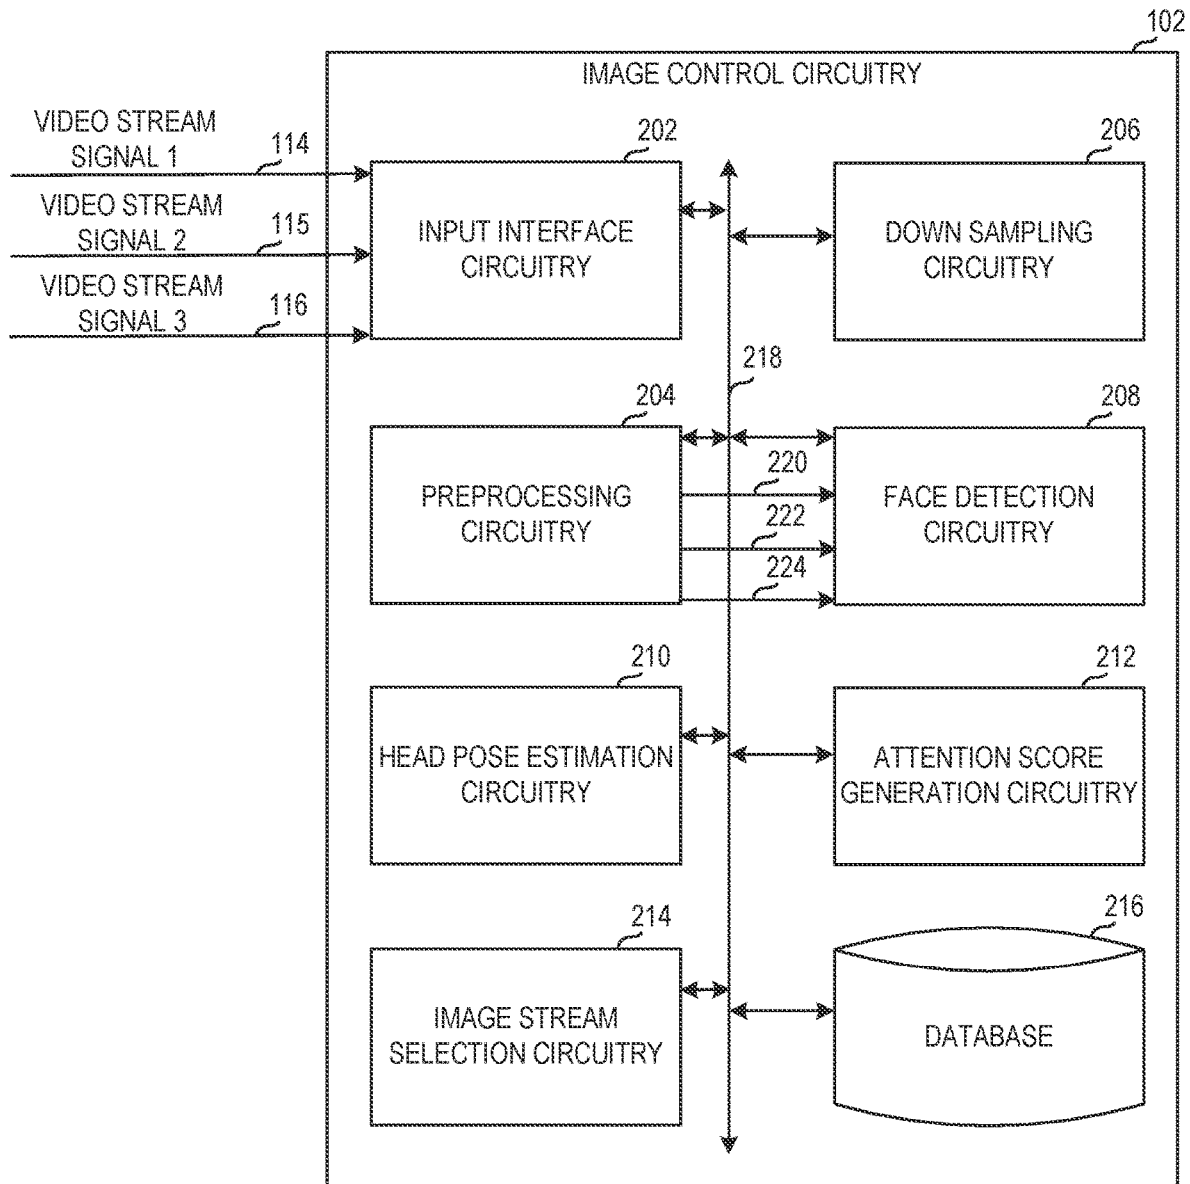 102
IMAGE CONTROL CIRCUITRY
VIDEO STREAM
SIGNAL 1
114
VIDEO STREAM
SIGNAL 2
115
VIDEO STREAM
SIGNAL 3
116
202
INPUT INTERFACE
CIRCUITRY
206
DOWN SAMPLING
CIRCUITRY
218
204
PREPROCESSING
CIRCUITRY
220
222
224
208
FACE DETECTION
CIRCUITRY
210
HEAD POSE ESTIMATION
CIRCUITRY
212
ATTENTION SCORE
GENERATION CIRCUITRY
214
IMAGE STREAM
SELECTION CIRCUITRY
216
DATABASE